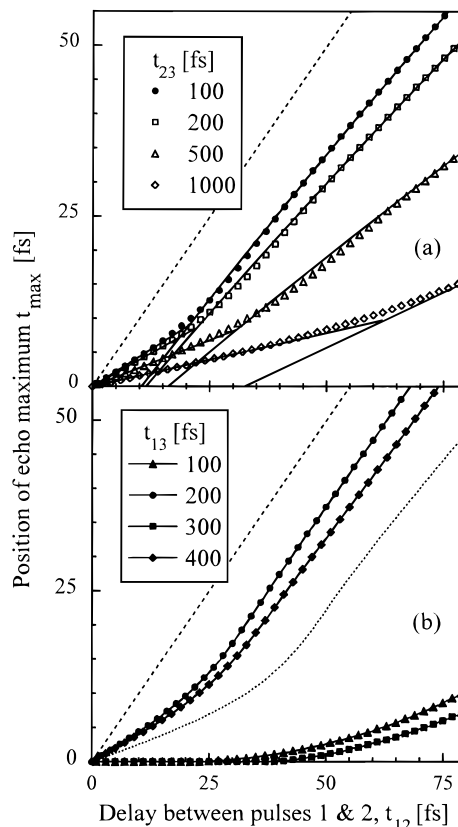 50
t23 [fs]
100
200
500
1000
25
(a)
0
Position of echo maximum tmax [fs]
50
t13 [fs]
100
200
300
400
25
(b)
0
0 25 50 75
Delay between pulses 1 & 2, t12 [fs]